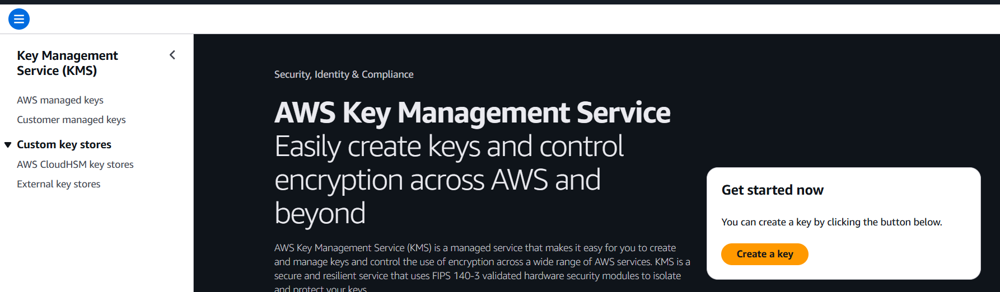 Key Management
Service (KMS)
AWS managed keys
Customer managed keys
Custom key stores
AWS CloudHSM key stores
External key stores
Security, Identity & Compliance
AWS Key Management Service
Easily create keys and control
encryption across AWS and
beyond
AWS Key Management Service (KMS) is a managed service that makes it easy for you to create
and manage keys and control the use of encryption across a wide range of AWS services. KMS is a
secure and resilient service that uses FIPS 140-3 validated hardware security modules to isolate
and protect your keys.
Get started now
You can create a key by clicking the button below.
Create a key